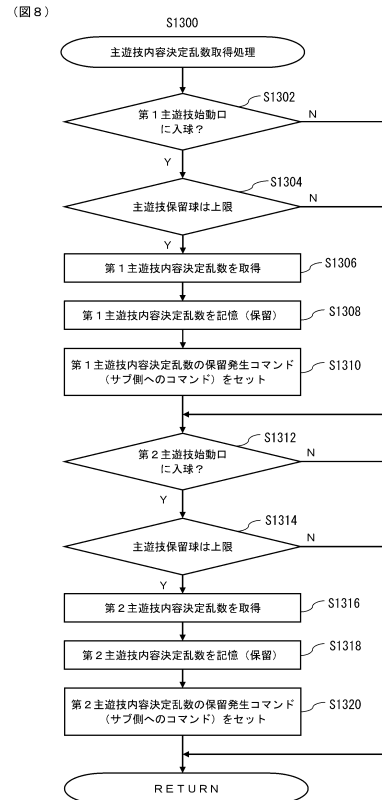 (図8)
S1300
主遊技内容決定乱数取得処理
S1302
第1主遊技始動口
に入球?
N
Y
S1304
主遊技保留球は上限
N
Y
S1306
第1主遊技内容決定乱数を取得
S1308
第1主遊技内容決定乱数を記憶(保留)
S1310
第1主遊技内容決定乱数の保留発生コマンド
(サブ側へのコマンド)をセット
S1312
第2主遊技始動口
に入球?
N
Y
S1314
主遊技保留球は上限
N
Y
S1316
第2主遊技内容決定乱数を取得
S1318
第2主遊技内容決定乱数を記憶(保留)
S1320
第2主遊技内容決定乱数の保留発生コマンド
(サブ側へのコマンド)をセット
RETURN